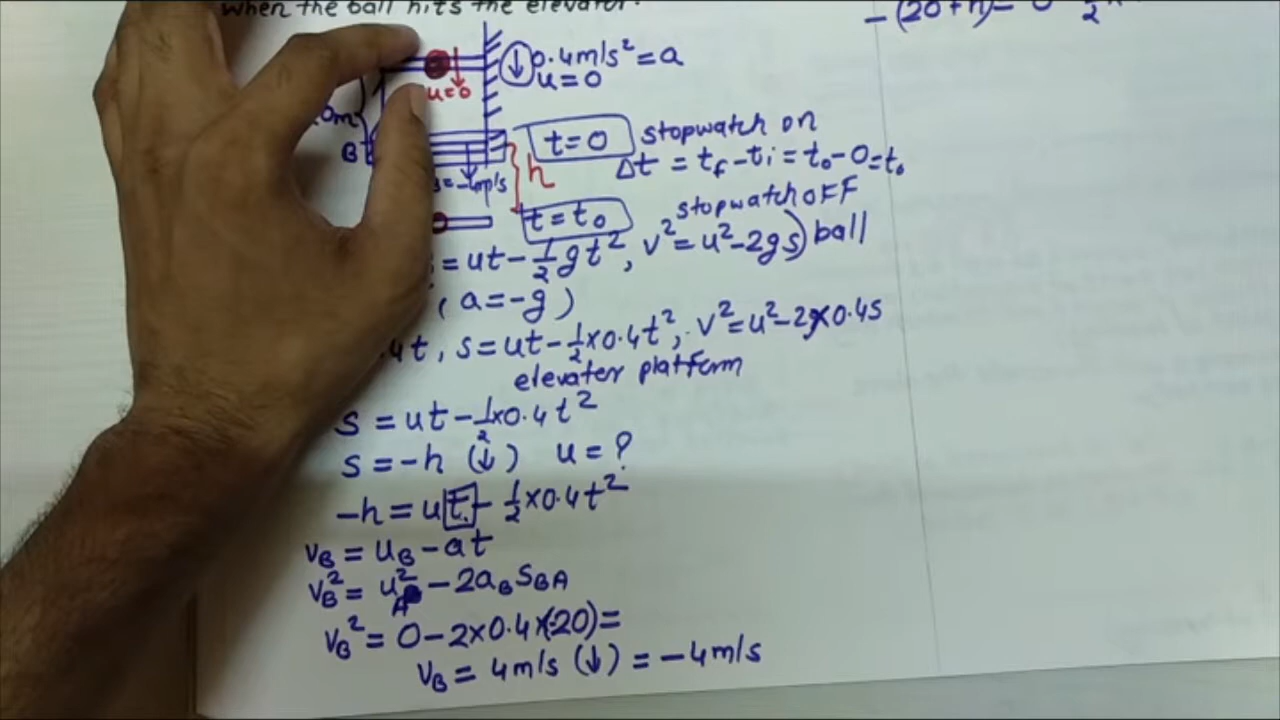 when the ball hits the elevator.
-(20+h)=
0.4m/s² = a
u=0
u=0
B
t=0 stopwatch on
Δt = tf-ti = t₀-0=t₀
h
=-4m/s
stopwatch OFF
t=t₀
=ut-½gt², v²=u²-2gs) ball
(a=-g)
t, s=ut-½×0.4t², v²=u²-2×0.4s
elevater platform
s = ut-½×0.4t²
s = -h (↓) u = ?
-h = ut - ½×0.4t²
vB = uB - at
vB² = uA² - 2aB SBA
vB² = 0-2×0.4×(-20)=
vB = 4m/s (↓) = -4m/s